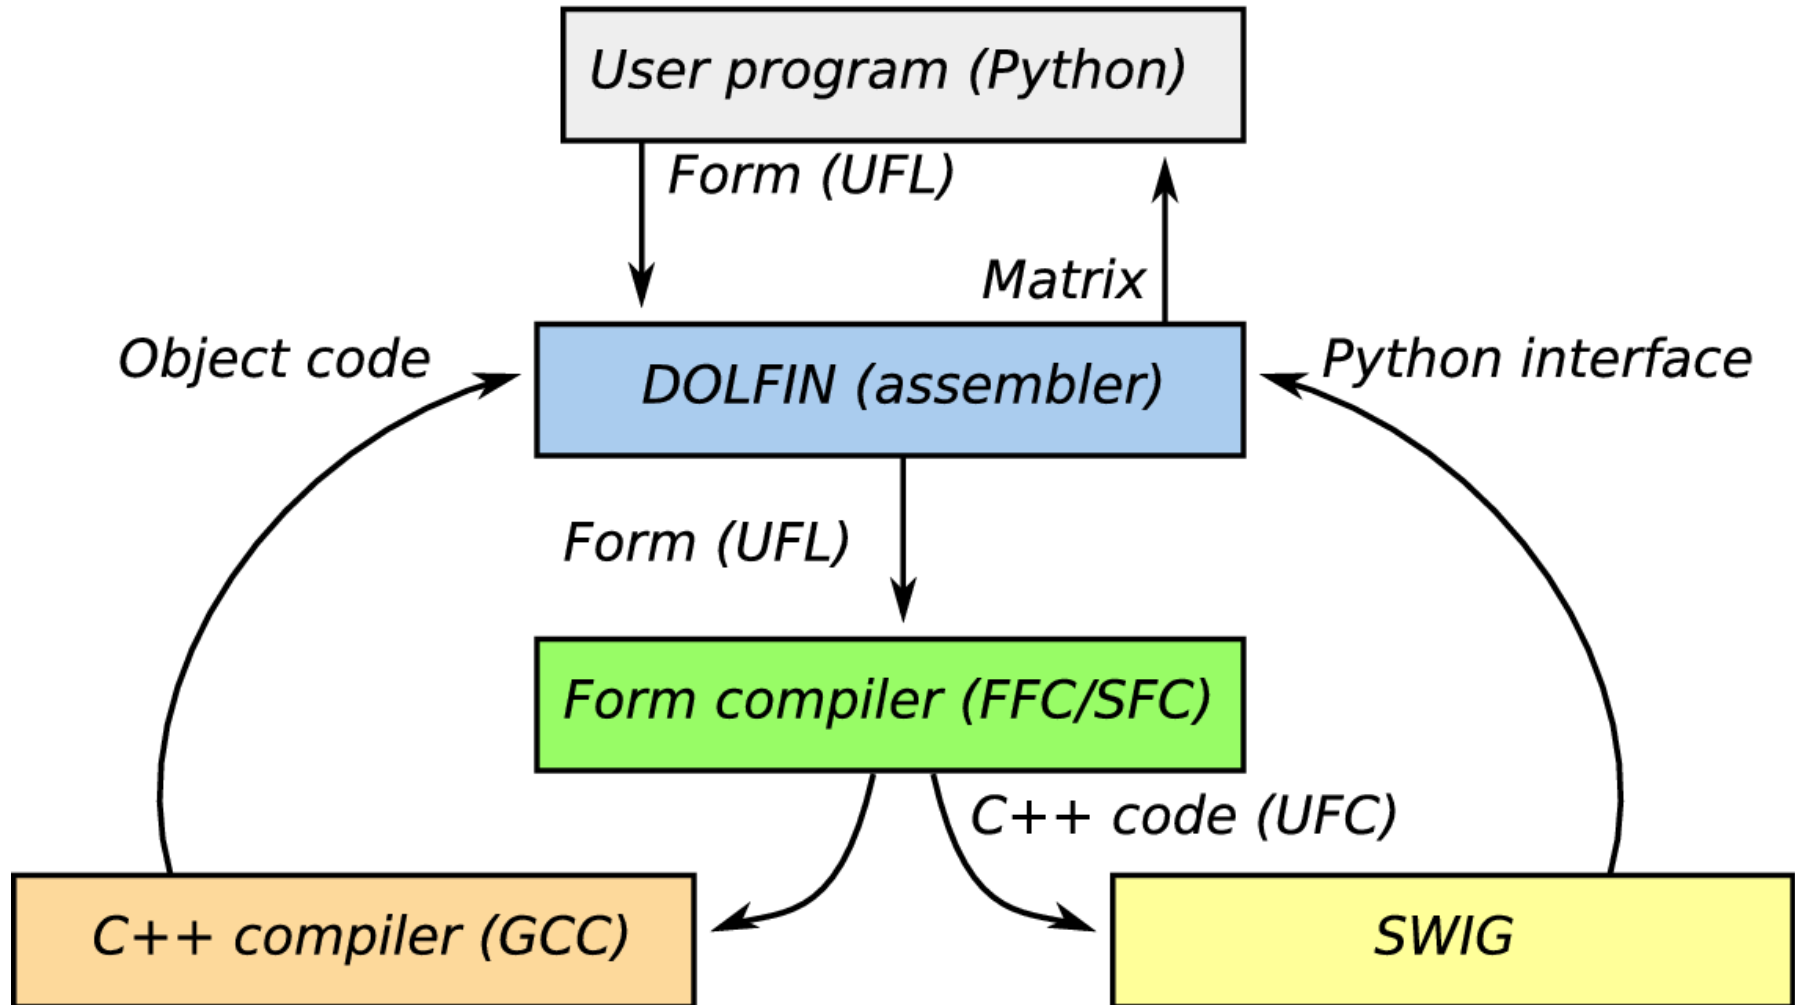 User program (Python)
Form (UFL)
Matrix
Object code
DOLFIN (assembler)
Python interface
Form (UFL)
Form compiler (FFC/SFC)
C++ code (UFC)
C++ compiler (GCC)
SWIG